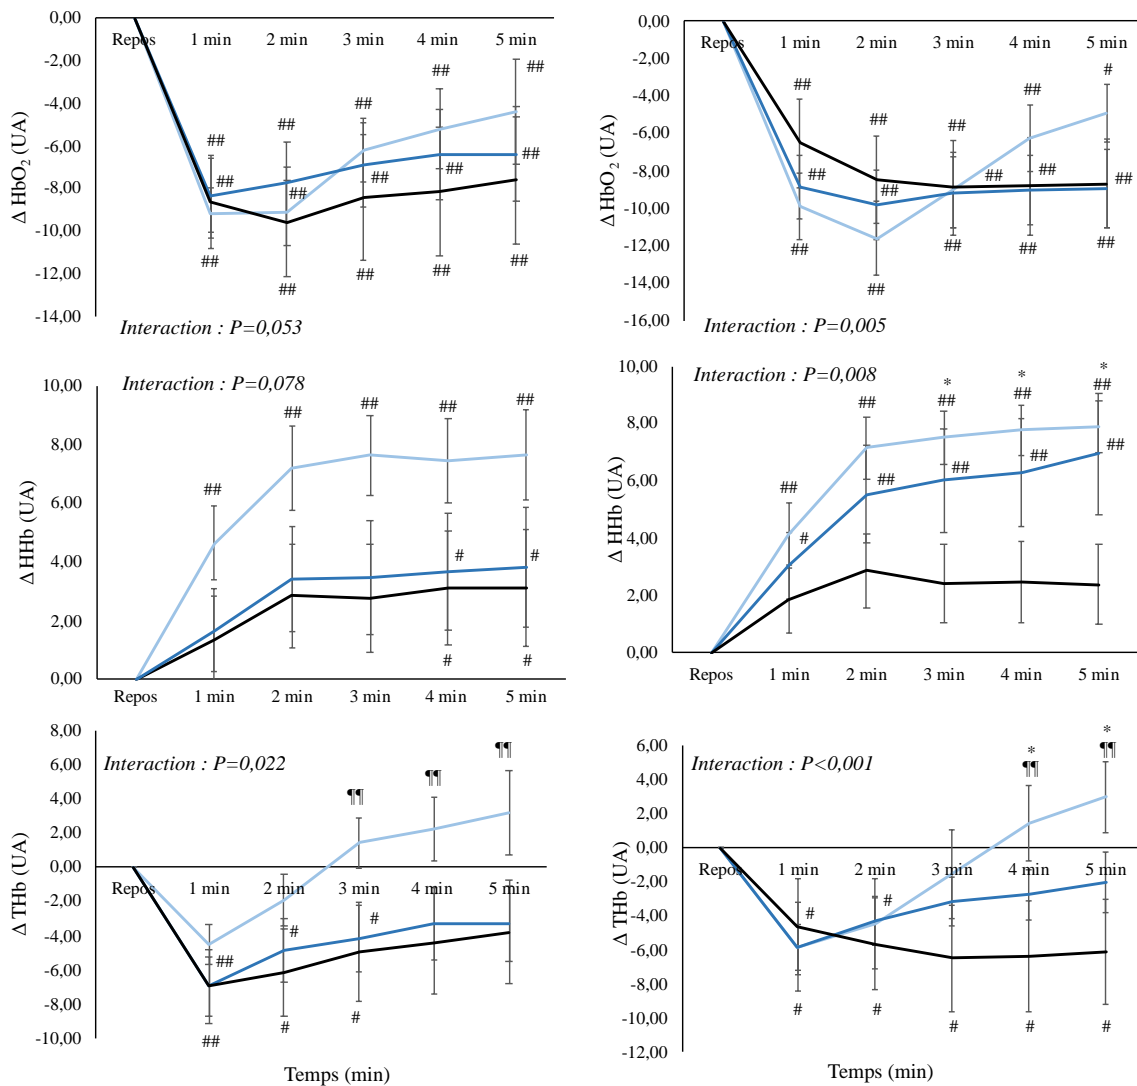 0,00
-2,00
-4,00
-6,00
-8,00
-10,00
-12,00
-14,00
Δ HbO₂ (UA)
Repos 1 min 2 min 3 min 4 min 5 min
## ## ## ## ##
## ## ## ## ##
## ## ## ## ##
Interaction : P=0,053
0,00
-2,00
-4,00
-6,00
-8,00
-10,00
-12,00
-14,00
-16,00
Δ HbO₂ (UA)
Repos 1 min 2 min 3 min 4 min 5 min
## ## ## ## #
## ## ## ## ##
## ## ## ## ##
Interaction : P=0,005
10,00
8,00
6,00
4,00
2,00
0,00
Δ HHb (UA)
Interaction : P=0,078
## ## ## ## ##
# #
# #
Repos 1 min 2 min 3 min 4 min 5 min
10,00
8,00
6,00
4,00
2,00
0,00
Δ HHb (UA)
Interaction : P=0,008
* * *
## ## ## ## ##
# ## ## ## ##
Repos 1 min 2 min 3 min 4 min 5 min
8,00
6,00
4,00
2,00
0,00
-2,00
-4,00
-6,00
-8,00
-10,00
Δ THb (UA)
Interaction : P=0,022
¶¶ ¶¶ ¶¶
Repos 1 min 2 min 3 min 4 min 5 min
## # #
## # #
Temps (min)
6,00
4,00
2,00
0,00
-2,00
-4,00
-6,00
-8,00
-10,00
-12,00
Δ THb (UA)
Interaction : P<0,001
* *
¶¶ ¶¶
Repos 1 min 2 min 3 min 4 min 5 min
# #
# # # # #
Temps (min)